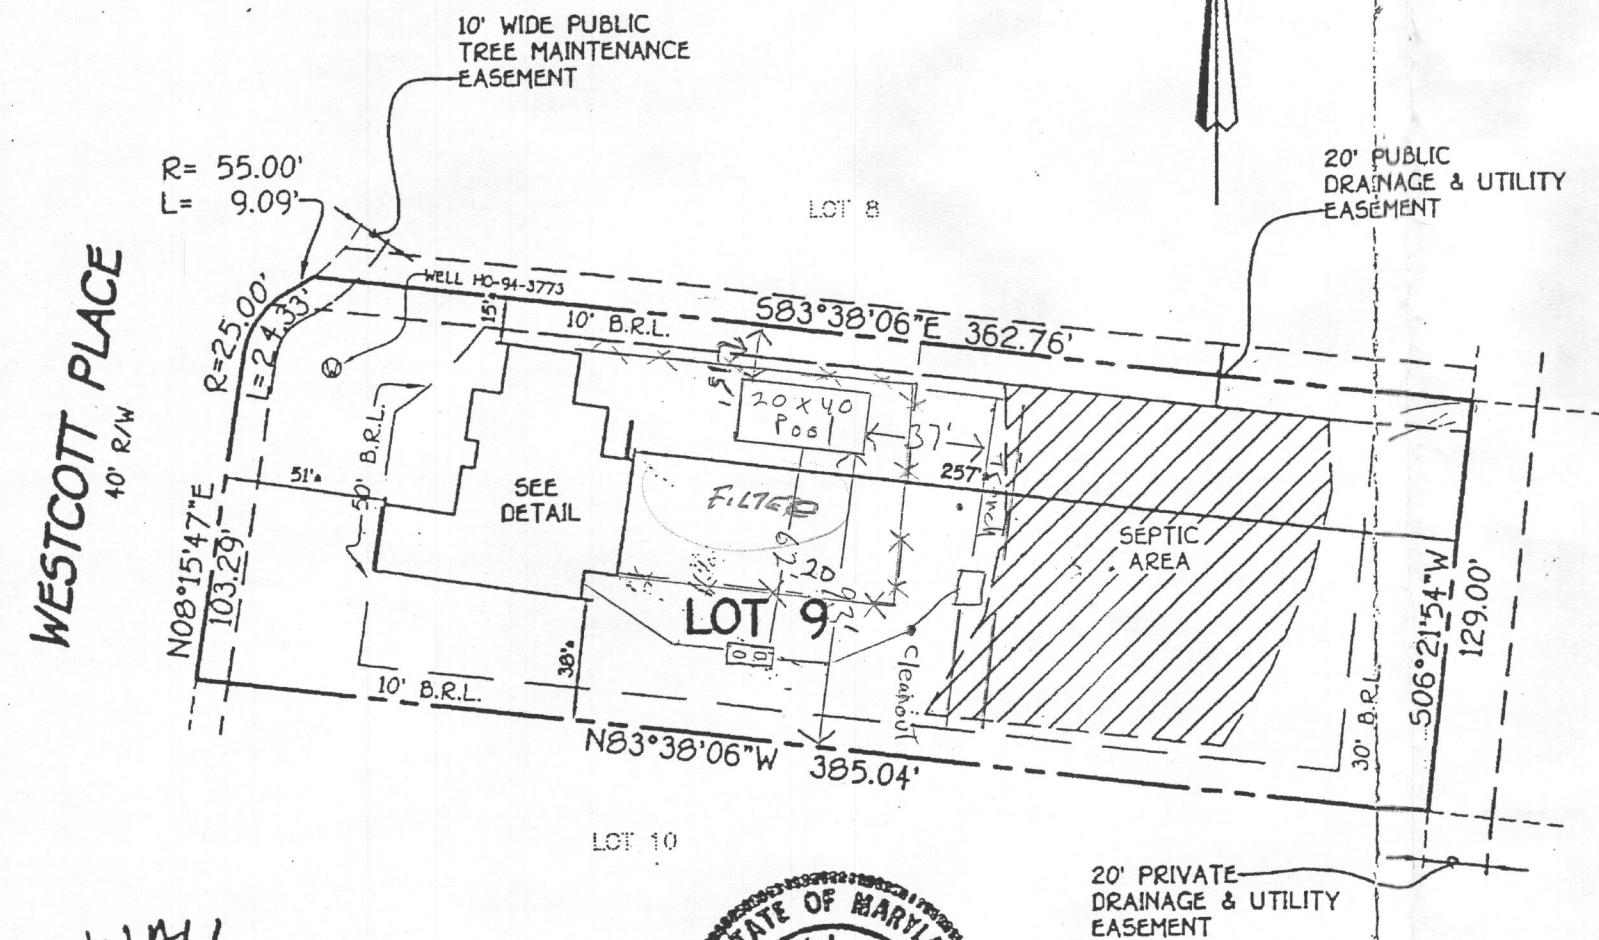 10' WIDE PUBLIC
TREE MAINTENANCE
EASEMENT
R= 55.00'
L= 9.09'
LOT 8
20' PUBLIC
DRAINAGE & UTILITY
EASEMENT
WESTCOTT PLACE
40' R/W
R=25.00'
L=24.33'
WELL HO-94-3773
15'±
10' B.R.L.
S83°38'06"E 362.76'
W
50' B.R.L.
20 X 40
Pool
37'
257'±
51'±
SEE
DETAIL
FILTER
SEPTIC
AREA
N08°15'47"E
103.29'
LOT 9
38'±
Cleanout
10' B.R.L.
30' B.R.L.
S06°21'54"W
129.00'
N83°38'06"W 385.04'
LOT 10
20' PRIVATE
DRAINAGE & UTILITY
EASEMENT
STATE OF MARYL